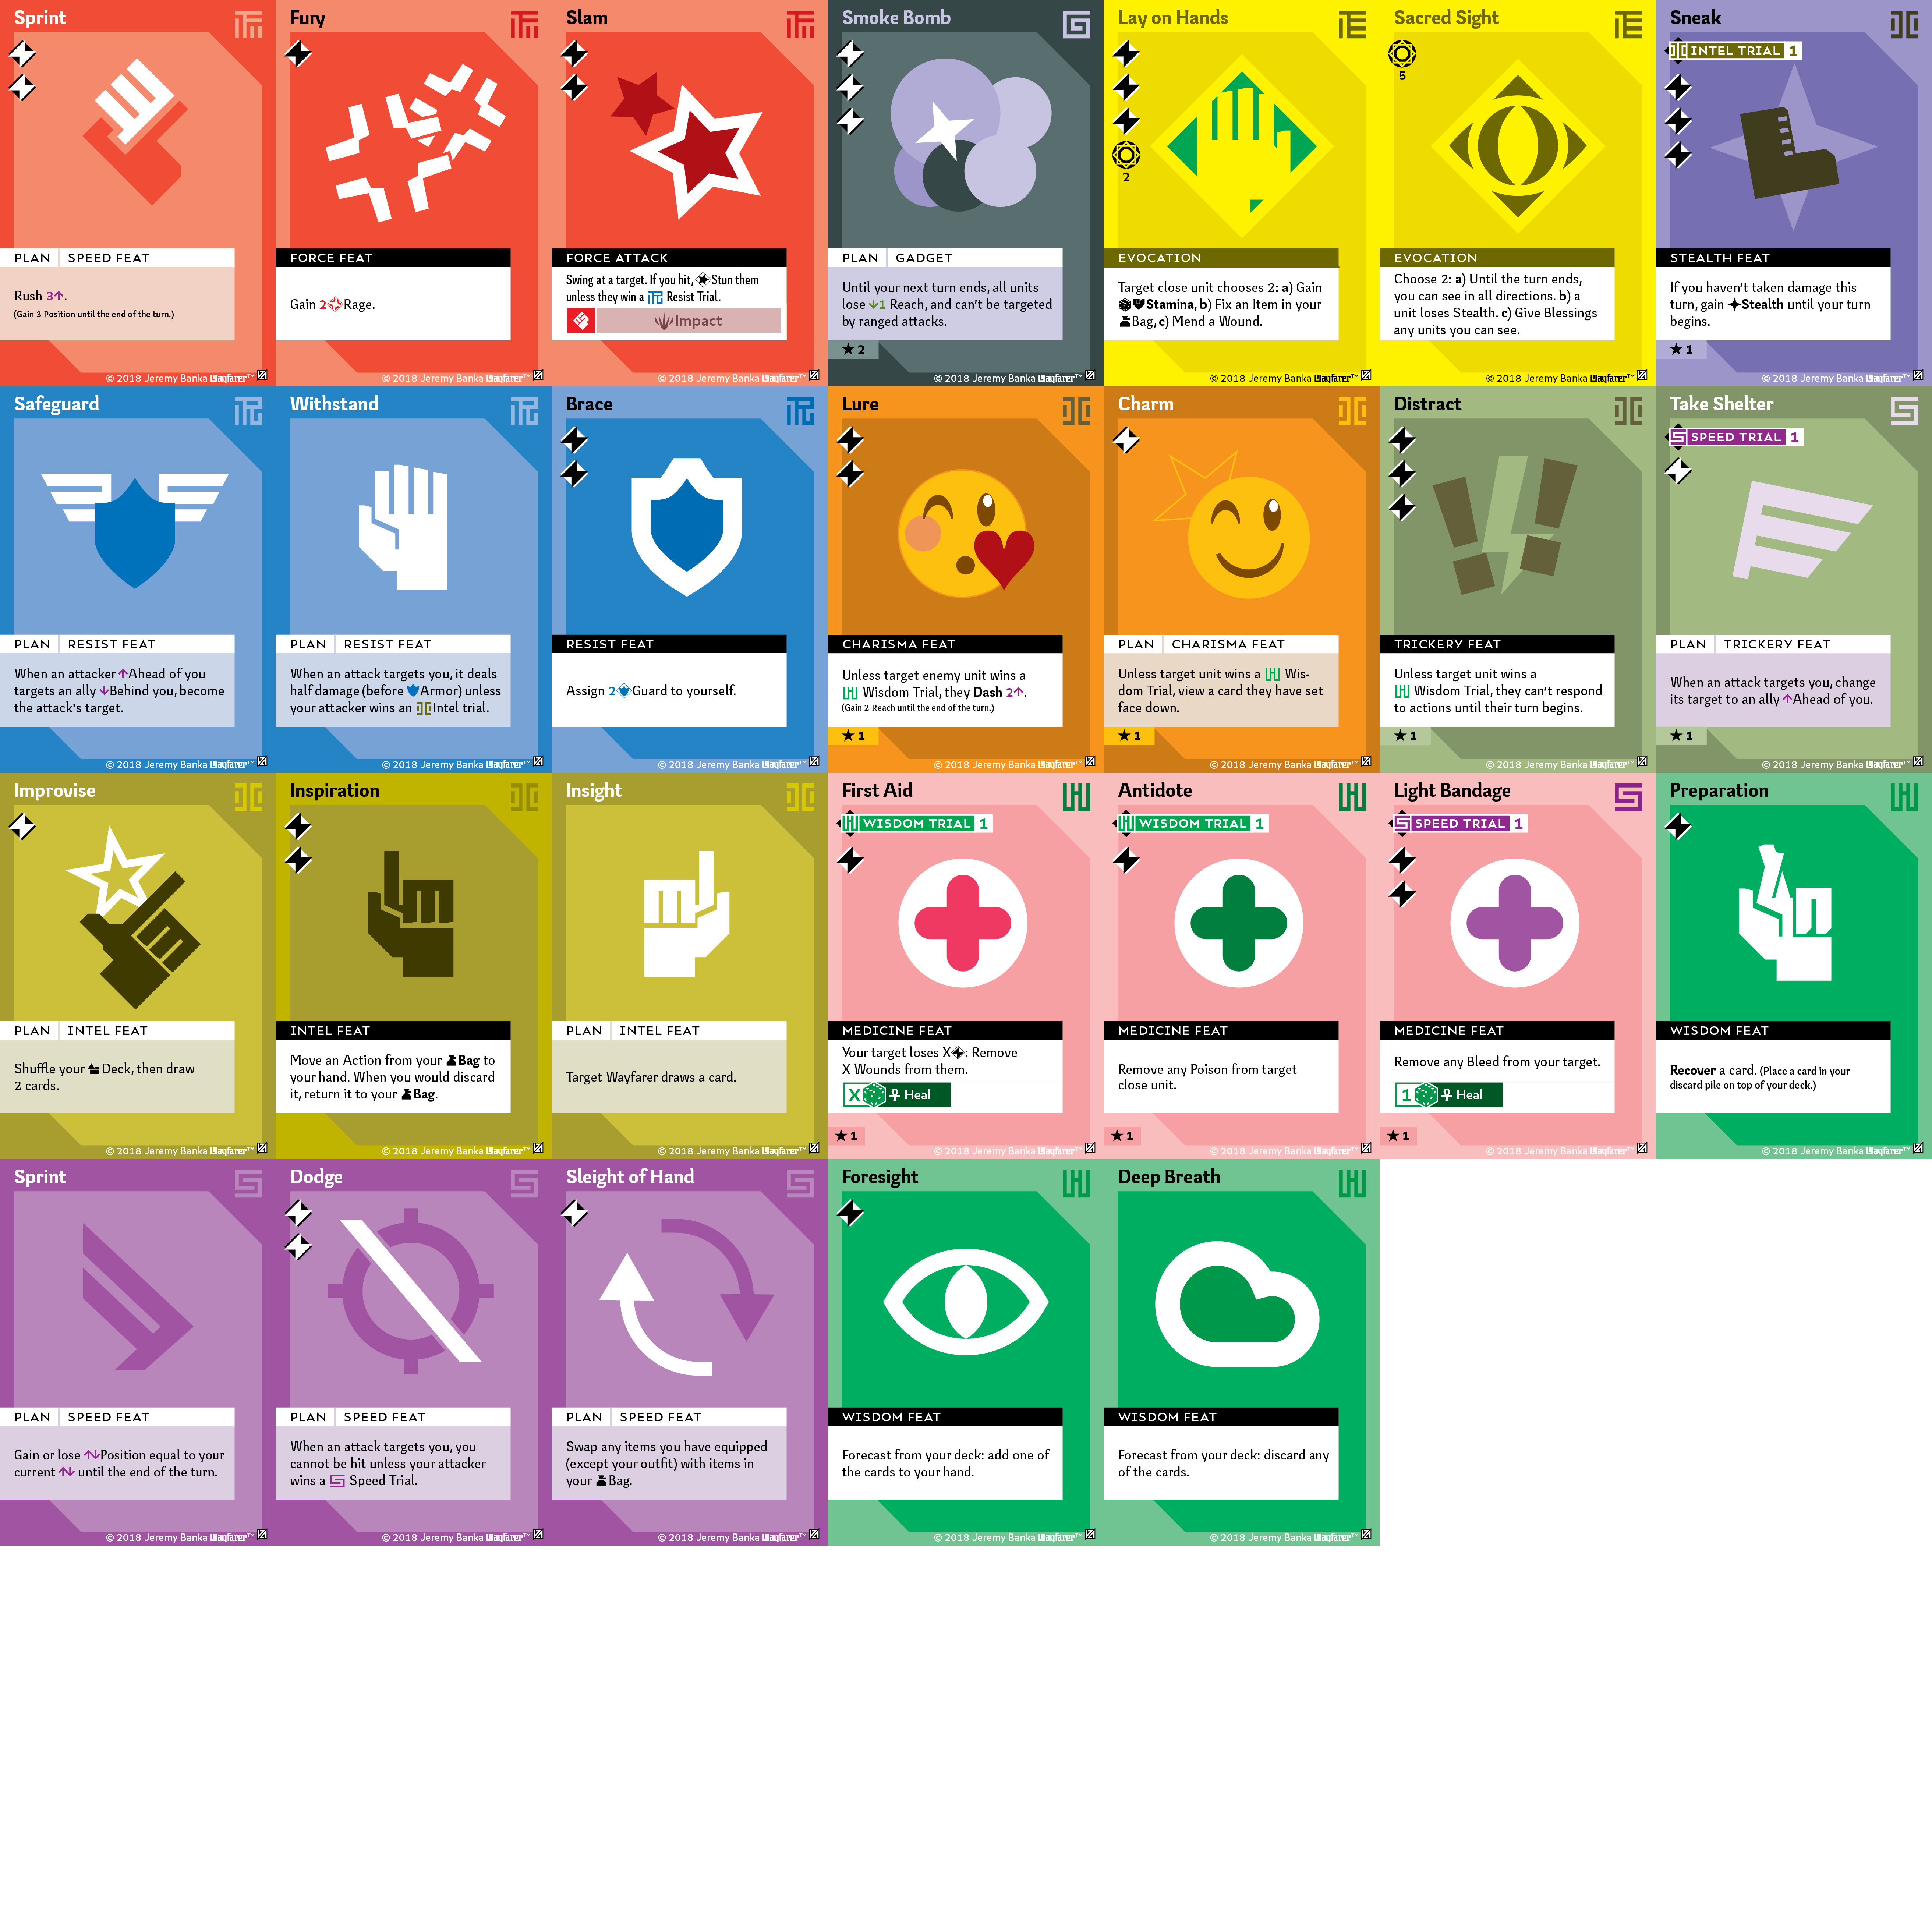 Sprint
PLAN SPEED FEAT
Rush 3↑.
(Gain 3 Position until the end of the turn.)
© 2018 Jeremy Banka Wayfarer™
Fury
FORCE FEAT
Gain 2 Rage.
© 2018 Jeremy Banka Wayfarer™
Slam
FORCE ATTACK
Swing at a target. If you hit, Stun them
unless they win a Resist Trial.
Impact
© 2018 Jeremy Banka Wayfarer™
Smoke Bomb
PLAN GADGET
Until your next turn ends, all units
lose ↓1 Reach, and can't be targeted
by ranged attacks.
★ 2
© 2018 Jeremy Banka Wayfarer™
Lay on Hands
2
EVOCATION
Target close unit chooses 2: a) Gain
Stamina, b) Fix an Item in your
Bag, c) Mend a Wound.
© 2018 Jeremy Banka Wayfarer™
Sacred Sight
5
EVOCATION
Choose 2: a) Until the turn ends,
you can see in all directions. b) a
unit loses Stealth. c) Give Blessings
any units you can see.
© 2018 Jeremy Banka Wayfarer™
Sneak
INTEL TRIAL 1
STEALTH FEAT
If you haven't taken damage this
turn, gain Stealth until your turn
begins.
★ 1
© 2018 Jeremy Banka Wayfarer™
Safeguard
PLAN RESIST FEAT
When an attacker ↑Ahead of you
targets an ally ↓Behind you, become
the attack's target.
© 2018 Jeremy Banka Wayfarer™
Withstand
PLAN RESIST FEAT
When an attack targets you, it deals
half damage (before Armor) unless
your attacker wins an Intel trial.
© 2018 Jeremy Banka Wayfarer™
Brace
RESIST FEAT
Assign 2 Guard to yourself.
© 2018 Jeremy Banka Wayfarer™
Lure
CHARISMA FEAT
Unless target enemy unit wins a
Wisdom Trial, they Dash 2↑.
(Gain 2 Reach until the end of the turn.)
★ 1
© 2018 Jeremy Banka Wayfarer™
Charm
PLAN CHARISMA FEAT
Unless target unit wins a Wis-
dom Trial, view a card they have set
face down.
★ 1
© 2018 Jeremy Banka Wayfarer™
Distract
TRICKERY FEAT
Unless target unit wins a
Wisdom Trial, they can't respond
to actions until their turn begins.
★ 1
© 2018 Jeremy Banka Wayfarer™
Take Shelter
SPEED TRIAL 1
PLAN TRICKERY FEAT
When an attack targets you, change
its target to an ally ↑Ahead of you.
★ 1
© 2018 Jeremy Banka Wayfarer™
Improvise
PLAN INTEL FEAT
Shuffle your Deck, then draw
2 cards.
© 2018 Jeremy Banka Wayfarer™
Inspiration
INTEL FEAT
Move an Action from your Bag to
your hand. When you would discard
it, return it to your Bag.
© 2018 Jeremy Banka Wayfarer™
Insight
PLAN INTEL FEAT
Target Wayfarer draws a card.
© 2018 Jeremy Banka Wayfarer™
First Aid
WISDOM TRIAL 1
MEDICINE FEAT
Your target loses X: Remove
X Wounds from them.
X Heal
★ 1
© 2018 Jeremy Banka Wayfarer™
Antidote
WISDOM TRIAL 1
MEDICINE FEAT
Remove any Poison from target
close unit.
★ 1
© 2018 Jeremy Banka Wayfarer™
Light Bandage
SPEED TRIAL 1
MEDICINE FEAT
Remove any Bleed from your target.
1 Heal
★ 1
© 2018 Jeremy Banka Wayfarer™
Preparation
WISDOM FEAT
Recover a card. (Place a card in your
discard pile on top of your deck.)
© 2018 Jeremy Banka Wayfarer™
Sprint
PLAN SPEED FEAT
Gain or lose ↑↓Position equal to your
current ↑↓ until the end of the turn.
© 2018 Jeremy Banka Wayfarer™
Dodge
PLAN SPEED FEAT
When an attack targets you, you
cannot be hit unless your attacker
wins a Speed Trial.
© 2018 Jeremy Banka Wayfarer™
Sleight of Hand
PLAN SPEED FEAT
Swap any items you have equipped
(except your outfit) with items in
your Bag.
© 2018 Jeremy Banka Wayfarer™
Foresight
WISDOM FEAT
Forecast from your deck: add one of
the cards to your hand.
© 2018 Jeremy Banka Wayfarer™
Deep Breath
WISDOM FEAT
Forecast from your deck: discard any
of the cards.
© 2018 Jeremy Banka Wayfarer™